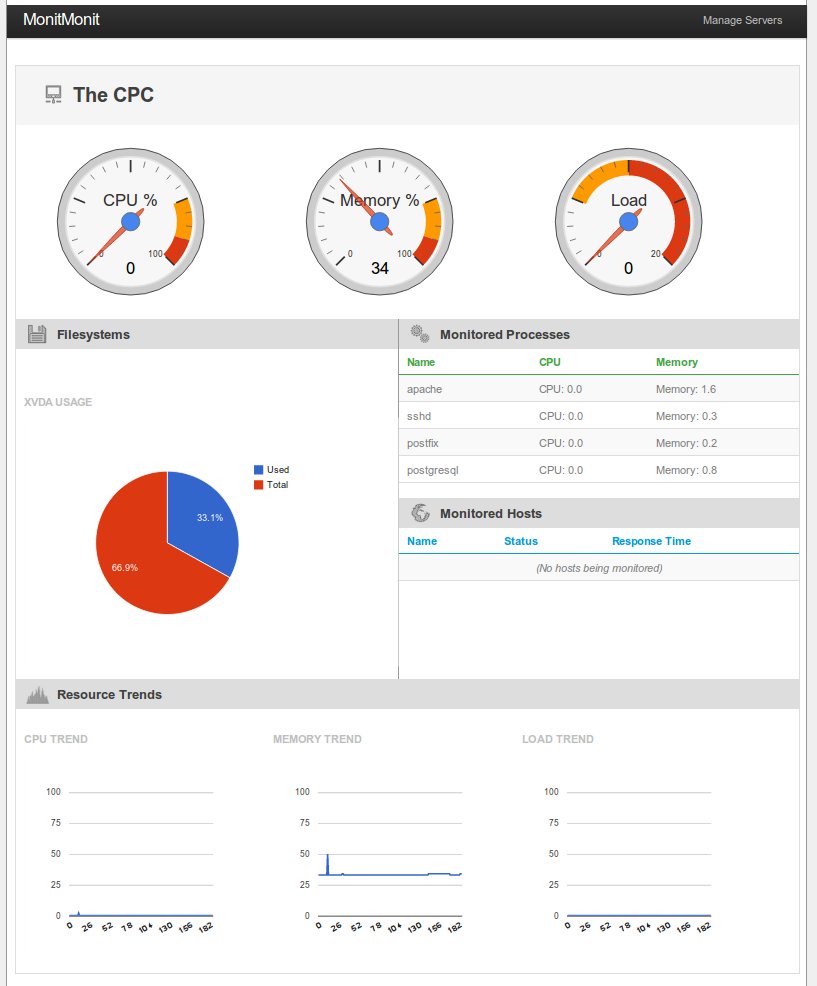 MonitMonit
Manage Servers
The CPC
CPU %
0
100
0
Memory %
0
100
34
Load
0
20
0
Filesystems
XVDA USAGE
Used
Total
33.1%
66.9%
Monitored Processes
Name CPU Memory
apache CPU: 0.0 Memory: 1.6
sshd CPU: 0.0 Memory: 0.3
postfix CPU: 0.0 Memory: 0.2
postgresql CPU: 0.0 Memory: 0.8
Monitored Hosts
Name Status Response Time
(No hosts being monitored)
Resource Trends
CPU TREND
100
75
50
25
0
0 26 52 78 104 130 156 182
MEMORY TREND
100
75
50
25
0
0 26 52 78 104 130 156 182
LOAD TREND
100
75
50
25
0
0 26 52 78 104 130 156 182